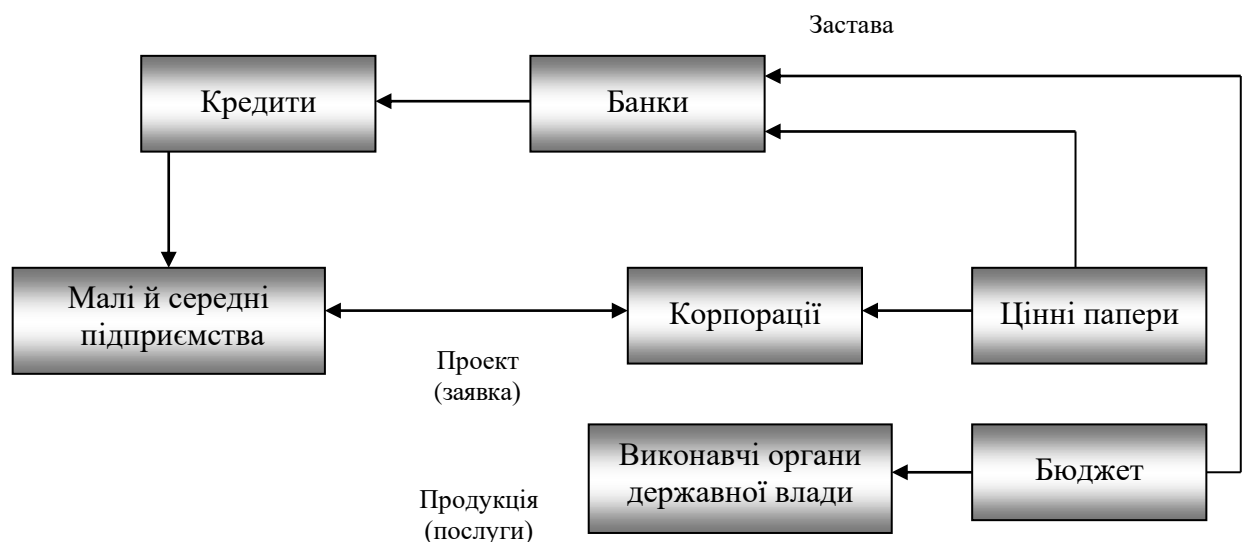 Застава
Кредити
Банки
Малі й середні
підприємства
Корпорації
Цінні папери
Проект
(заявка)
Виконавчі органи
державної влади
Бюджет
Продукція
(послуги)